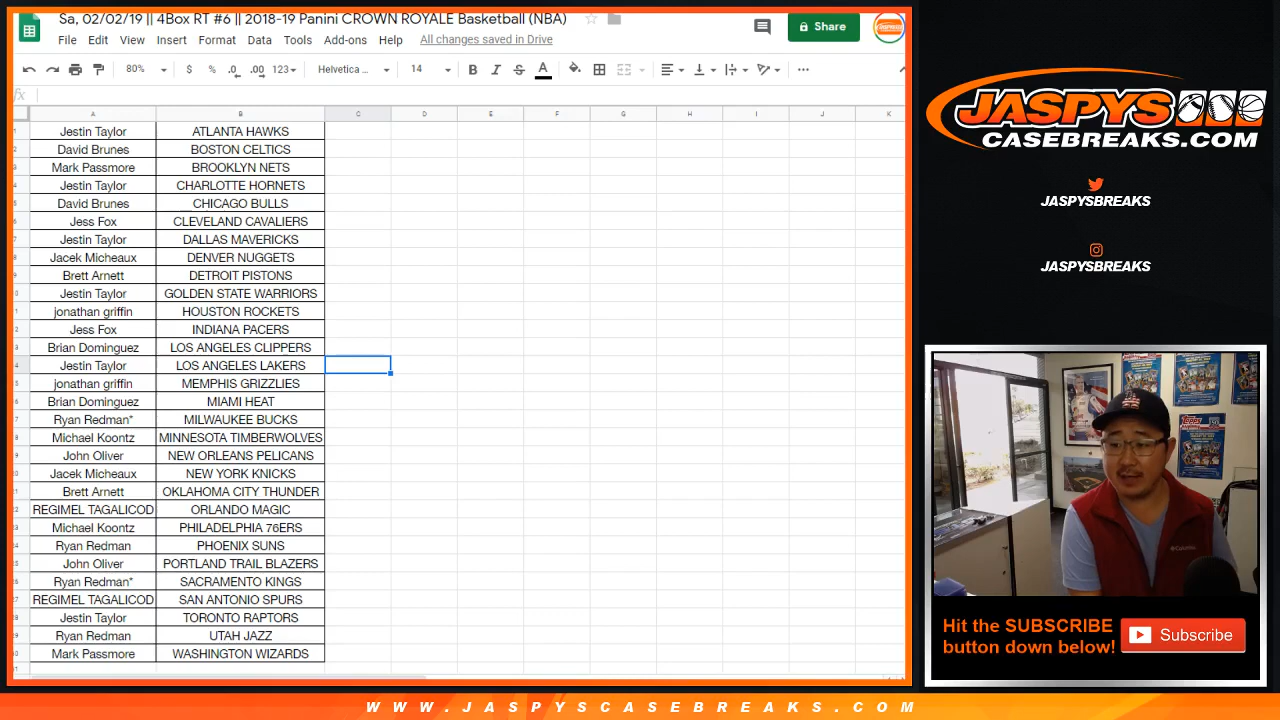 Sa, 02/02/19 || 4Box RT #6 || 2018-19 Panini CROWN ROYALE Basketball (NBA)
File Edit View Insert Format Data Tools Add-ons Help All changes saved in Drive
Share
80% $ % .0 .00 123 Helvetica ... 14 B I S A
fx
A B C D E F G H I J K
Jestin Taylor ATLANTA HAWKS
David Brunes BOSTON CELTICS
Mark Passmore BROOKLYN NETS
Jestin Taylor CHARLOTTE HORNETS
David Brunes CHICAGO BULLS
Jess Fox CLEVELAND CAVALIERS
Jestin Taylor DALLAS MAVERICKS
Jacek Micheaux DENVER NUGGETS
Brett Arnett DETROIT PISTONS
Jestin Taylor GOLDEN STATE WARRIORS
jonathan griffin HOUSTON ROCKETS
Jess Fox INDIANA PACERS
Brian Dominguez LOS ANGELES CLIPPERS
Jestin Taylor LOS ANGELES LAKERS
jonathan griffin MEMPHIS GRIZZLIES
Brian Dominguez MIAMI HEAT
Ryan Redman* MILWAUKEE BUCKS
Michael Koontz MINNESOTA TIMBERWOLVES
John Oliver NEW ORLEANS PELICANS
Jacek Micheaux NEW YORK KNICKS
Brett Arnett OKLAHOMA CITY THUNDER
REGIMEL TAGALICOD ORLANDO MAGIC
Michael Koontz PHILADELPHIA 76ERS
Ryan Redman PHOENIX SUNS
John Oliver PORTLAND TRAIL BLAZERS
Ryan Redman* SACRAMENTO KINGS
REGIMEL TAGALICOD SAN ANTONIO SPURS
Jestin Taylor TORONTO RAPTORS
Ryan Redman UTAH JAZZ
Mark Passmore WASHINGTON WIZARDS
JASPYS
CASEBREAKS.COM
JASPYSBREAKS
JASPYSBREAKS
TOPPS
Columbia
Hit the SUBSCRIBE
button down below!
Subscribe
WWW.JASPYSCASEBREAKS.COM